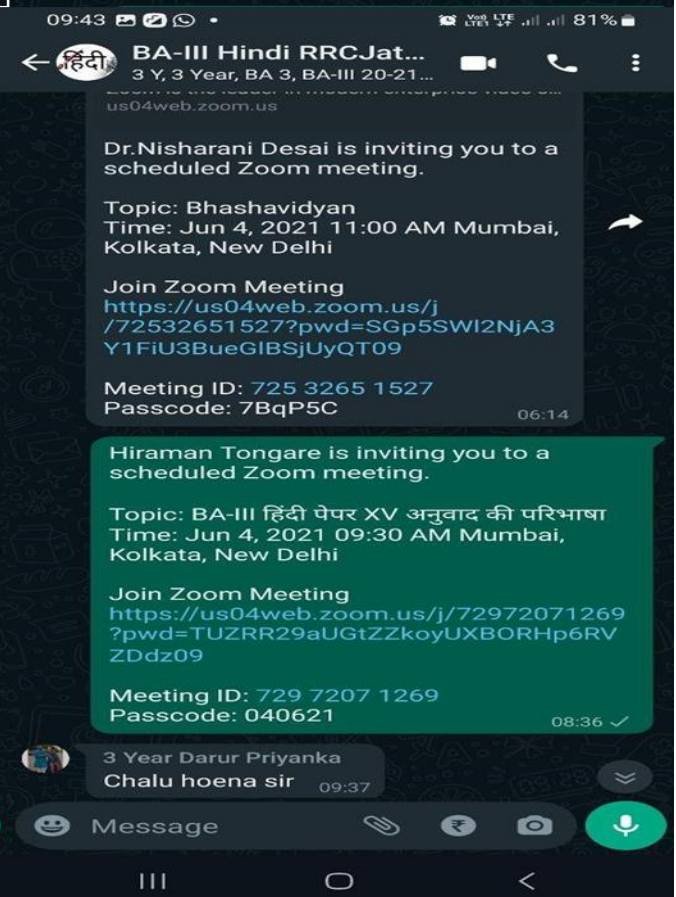 09:43
VoB LTE LTE1 81%
हिंदी
BA-III Hindi RRCJat...
3 Y, 3 Year, BA 3, BA-III 20-21...
us04web.zoom.us
Dr.Nisharani Desai is inviting you to a
scheduled Zoom meeting.
Topic: Bhashavidyan
Time: Jun 4, 2021 11:00 AM Mumbai,
Kolkata, New Delhi
Join Zoom Meeting
https://us04web.zoom.us/j
/72532651527?pwd=SGp5SWl2NjA3
Y1FiU3BueGlBSjUyQT09
Meeting ID: 725 3265 1527
Passcode: 7BqP5C
06:14
Hiraman Tongare is inviting you to a
scheduled Zoom meeting.
Topic: BA-III हिंदी पेपर XV अनुवाद की परिभाषा
Time: Jun 4, 2021 09:30 AM Mumbai,
Kolkata, New Delhi
Join Zoom Meeting
https://us04web.zoom.us/j/72972071269
?pwd=TUZRR29aUGtZZkoyUXBORHp6RV
ZDdz09
Meeting ID: 729 7207 1269
Passcode: 040621
08:36
3 Year Darur Priyanka
Chalu hoena sir
09:37
Message